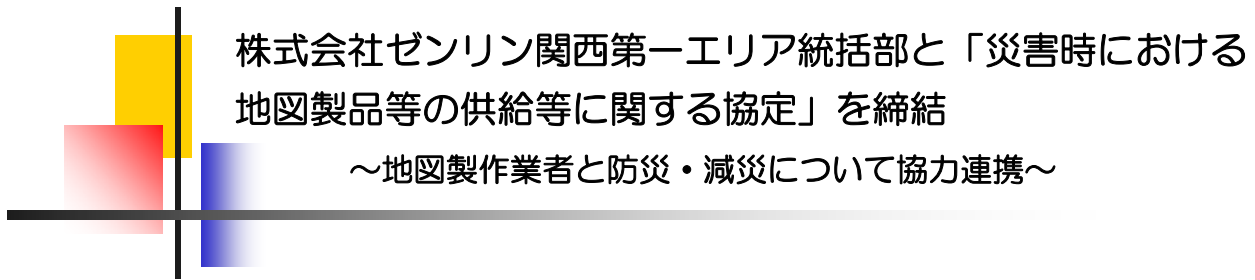 株式会社ゼンリン関西第一エリア統括部と「災害時における
地図製品等の供給等に関する協定」を締結
～地図製作業者と防災・減災について協力連携～